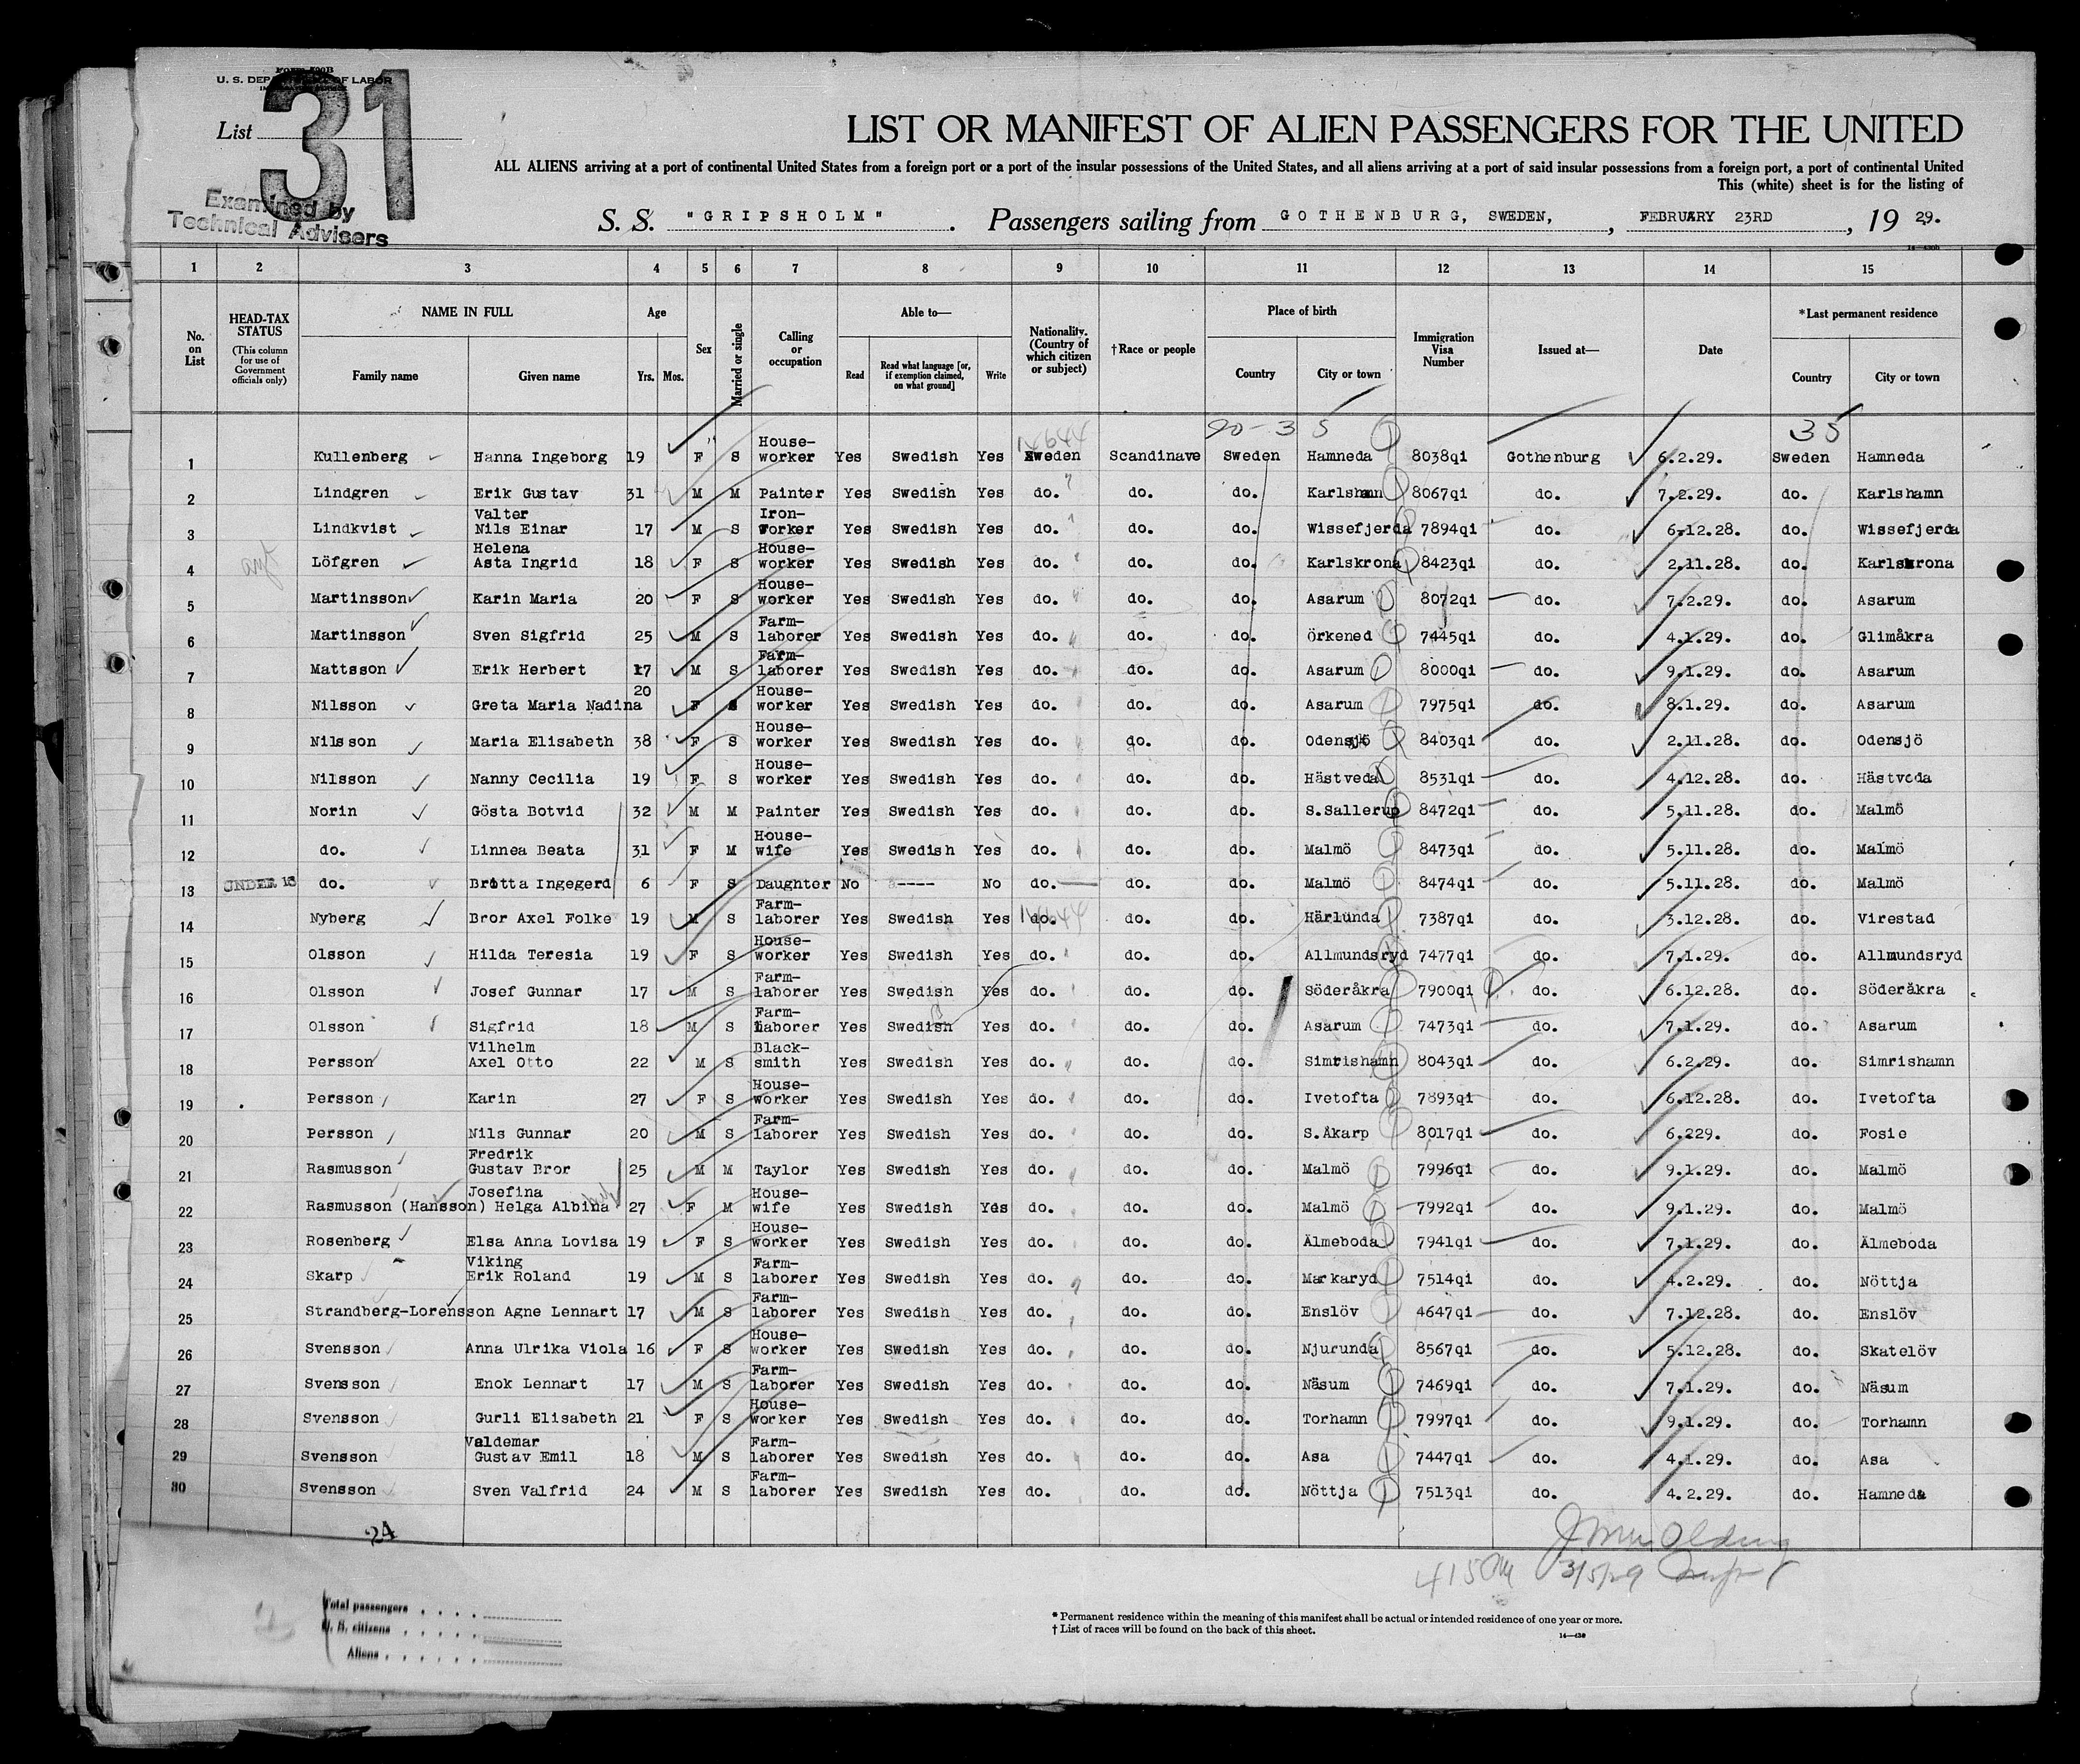 FORM 500B
U. S. DEPARTMENT OF LABOR
List
31
Examined by
Technical Advisers
LIST OR MANIFEST OF ALIEN PASSENGERS FOR THE UNITED
ALL ALIENS arriving at a port of continental United States from a foreign port or a port of the insular possessions of the United States, and all aliens arriving at a port of said insular possessions from a foreign port, a port of continental United
This (white) sheet is for the listing of
S. S. "GRIPSHOLM". Passengers sailing from GOTHENBURG, SWEDEN, FEBRUARY 23RD, 19 29.
1 2 3 4 5 6 7 8 9 10 11 12 13 14 15
No. on List
HEAD-TAX STATUS (This column for use of Government officials only)
NAME IN FULL
Family name Given name
Age
Yrs. Mos.
Sex
Married or single
Calling or occupation
Able to—
Read Read what language [or, if exemption claimed, on what ground] Write
Nationality. (Country of which citizen or subject)
†Race or people
Place of birth
Country City or town
Immigration Visa Number
Issued at—
Date
*Last permanent residence
Country City or town
14644 90-35 35
1 Kullenberg Hanna Ingeborg 19 F S House-worker Yes Swedish Yes Sweden Scandinave Sweden Hamneda 8038qi Gothenburg 6.2.29. Sweden Hamneda
2 Lindgren Erik Gustav 31 M M Painter Yes Swedish Yes do. do. do. Karlshmn 8067qi do. 7.2.29. do. Karlshamn
3 Lindkvist Valter Nils Einar 17 M S Iron-worker Yes Swedish Yes do. do. do. Wissefjerda 7894qi do. 6.12.28. do. Wissefjerda
4 Löfgren Helena Asta Ingrid 18 F S House-worker Yes Swedish Yes do. do. do. Karlskrona 8423qi do. 2.11.28. do. Karlskrona
5 Martinsson Karin Maria 20 F S House-worker Yes Swedish Yes do. do. do. Asarum 8072qi do. 7.2.29. do. Asarum
6 Martinsson Sven Sigfrid 25 M S Farm-laborer Yes Swedish Yes do. do. do. Örkened 7445qi do. 4.1.29. do. Glimåkra
7 Mattsson Erik Herbert 17 M S Farm-laborer Yes Swedish Yes do. do. do. Asarum 8000qi do. 9.1.29. do. Asarum
8 Nilsson Greta Maria Nadina 20 F S House-worker Yes Swedish Yes do. do. do. Asarum 7975qi do. 8.1.29. do. Asarum
9 Nilsson Maria Elisabeth 38 F S House-worker Yes Swedish Yes do. do. do. Odensjö 8403qi do. 2.11.28. do. Odensjö
10 Nilsson Nanny Cecilia 19 F S House-worker Yes Swedish Yes do. do. do. Hästveda 8531qi do. 4.12.28. do. Hästveda
11 Norin Gösta Botvid 32 M M Painter Yes Swedish Yes do. do. do. S.Sallerup 8472qi do. 5.11.28. do. Malmö
12 do. Linnea Beata 31 F M House-wife Yes Swedish Yes do. do. do. Malmö 8473qi do. 5.11.28. do. Malmö
13 UNDER 16 do. Britta Ingegerd 6 F S Daughter No ---- No do. do. do. Malmö 8474qi do. 5.11.28. do. Malmö
14 Nyberg Bror Axel Folke 19 M S Farm-laborer Yes Swedish Yes do. 14644 do. do. Härlunda 7387qi do. 3.12.28. do. Virestad
15 Olsson Hilda Teresia 19 F S House-worker Yes Swedish Yes do. do. do. Allmundsryd 7477qi do. 7.1.29. do. Allmundsryd
16 Olsson Josef Gunnar 17 M S Farm-laborer Yes Swedish Yes do. do. do. Söderåkra 7900qi do. 6.12.28. do. Söderåkra
17 Olsson Sigfrid 18 M S Farm-laborer Yes Swedish Yes do. do. do. Asarum 7473qi do. 7.1.29. do. Asarum
18 Persson Vilhelm Axel Otto 22 M S Black-smith Yes Swedish Yes do. do. do. Simrishamn 8043qi do. 6.2.29. do. Simrishamn
19 Persson Karin 27 F S House-worker Yes Swedish Yes do. do. do. Ivetofta 7893qi do. 6.12.28. do. Ivetofta
20 Persson Nils Gunnar 20 M S Farm-laborer Yes Swedish Yes do. do. do. S.Åkarp 8017qi do. 6.229. do. Fosie
21 Rasmusson Fredrik Gustav Bror 25 M M Taylor Yes Swedish Yes do. do. do. Malmö 7996qi do. 9.1.29. do. Malmö
22 Rasmusson (Hansson) Josefina Helga Albina 27 F M House-wife Yes Swedish Yes do. do. do. Malmö 7992qi do. 9.1.29. do. Malmö
23 Rosenberg Elsa Anna Lovisa 19 F S House-worker Yes Swedish Yes do. do. do. Älmeboda 7941qi do. 7.1.29. do. Älmeboda
24 Skarp Viking Erik Roland 19 M S Farm-laborer Yes Swedish Yes do. do. do. Markaryd 7514qi do. 4.2.29. do. Nöttja
25 Strandberg-Lorensson Agne Lennart 17 M S Farm-laborer Yes Swedish Yes do. do. do. Enslöv 4647qi do. 7.12.28. do. Enslöv
26 Svensson Anna Ulrika Viola 16 F S House-worker Yes Swedish Yes do. do. do. Njurunda 8567qi do. 5.12.28. do. Skatelöv
27 Svensson Enok Lennart 17 M S Farm-laborer Yes Swedish Yes do. do. do. Näsum 7469qi do. 7.1.29. do. Näsum
28 Svensson Gurli Elisabeth 21 F S House-worker Yes Swedish Yes do. do. do. Torhamn 7997qi do. 9.1.29. do. Torhamn
29 Svensson Valdemar Gustav Emil 18 M S Farm-laborer Yes Swedish Yes do. do. do. Asa 7447qi do. 4.1.29. do. Asa
30 Svensson Sven Valfrid 24 M S Farm-laborer Yes Swedish Yes do. do. do. Nöttja 7513qi do. 4.2.29. do. Hamneda
24
3/5/29
Total passengers
U. S. citizens
Aliens
* Permanent residence within the meaning of this manifest shall be actual or intended residence of one year or more.
† List of races will be found on the back of this sheet.
14—430